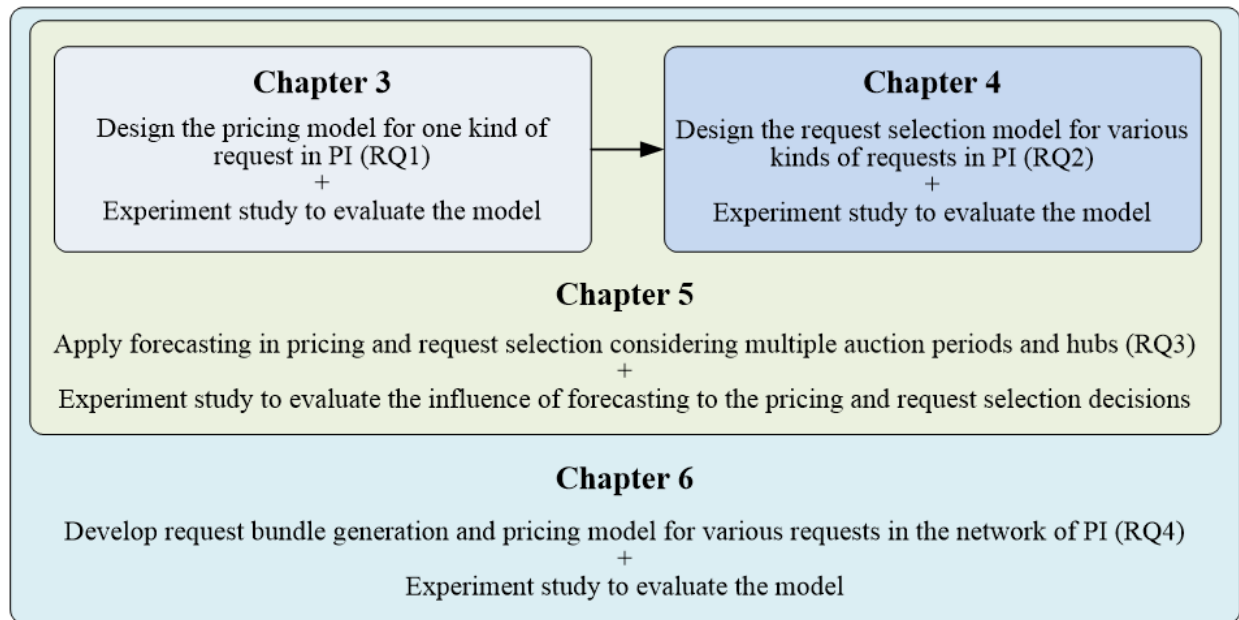 Chapter 3
Design the pricing model for one kind of
request in PI (RQ1)
+
Experiment study to evaluate the model
Chapter 4
Design the request selection model for various
kinds of requests in PI (RQ2)
+
Experiment study to evaluate the model
Chapter 5
Apply forecasting in pricing and request selection considering multiple auction periods and hubs (RQ3)
+
Experiment study to evaluate the influence of forecasting to the pricing and request selection decisions
Chapter 6
Develop request bundle generation and pricing model for various requests in the network of PI (RQ4)
+
Experiment study to evaluate the model